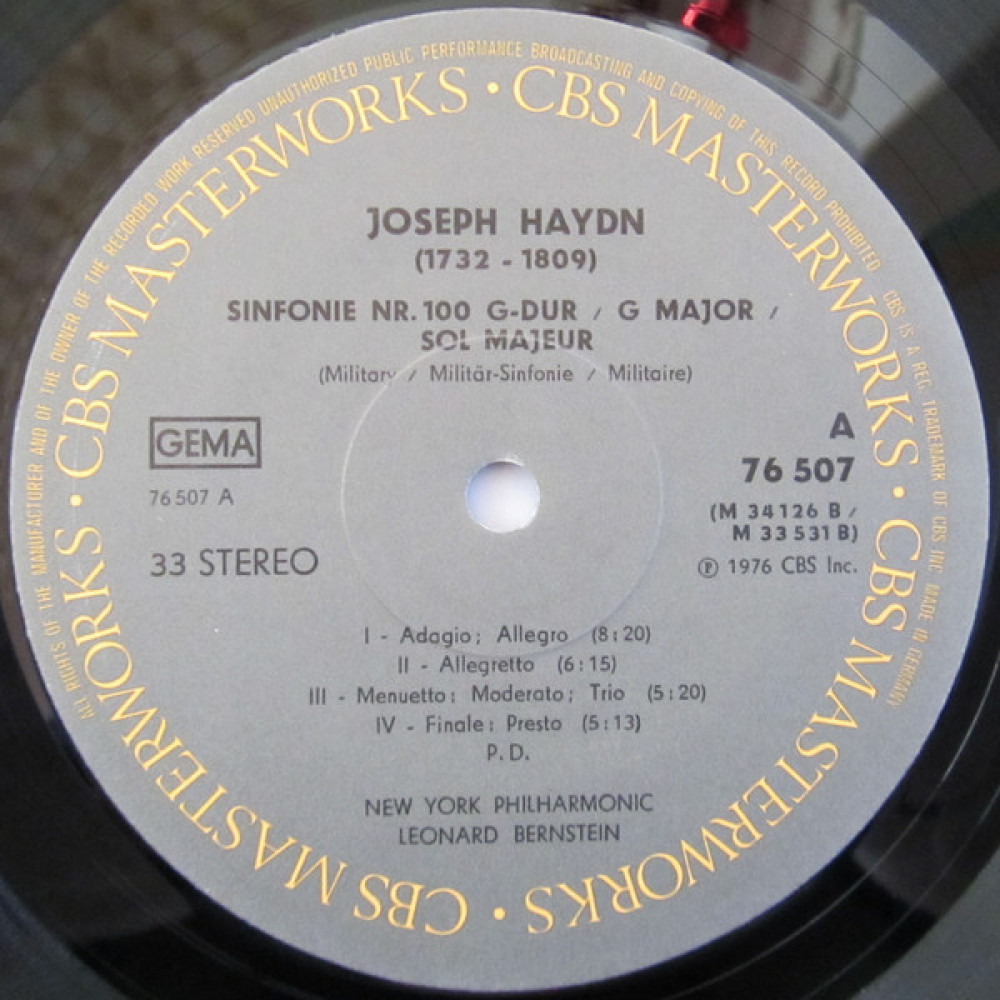 ALL RIGHTS OF THE MANUFACTURER AND OF THE OWNER OF THE RECORDED WORK RESERVED UNAUTHORIZED PUBLIC PERFORMANCE BROADCASTING AND COPYING OF THIS RECORD PROHIBITED CBS IS A REG. TRADEMARK OF CBS INC MADE IN GERMANY
CBS MASTERWORKS · CBS MASTERWORKS · CBS MASTERWORKS · CBS MASTERWORKS ·
JOSEPH HAYDN
(1732 - 1809)
SINFONIE NR. 100 G-DUR / G MAJOR /
SOL MAJEUR
(Military / Militär-Sinfonie / Militaire)
GEMA
76 507 A
33 STEREO
A
76 507
(M 34126 B /
M 33531 B)
Ⓟ 1976 CBS Inc.
I - Adagio; Allegro (8:20)
II - Allegretto (6:15)
III - Menuetto: Moderato; Trio (5:20)
IV - Finale: Presto (5:13)
P.D.
NEW YORK PHILHARMONIC
LEONARD BERNSTEIN